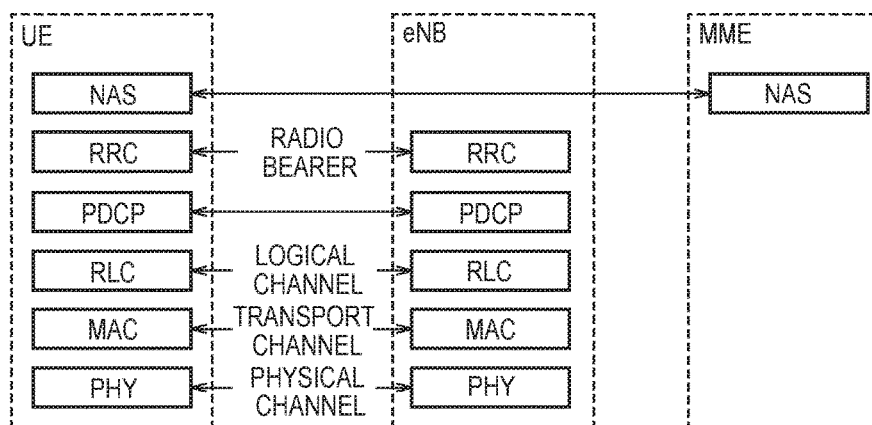 UE
eNB
MME
NAS
NAS
RRC
RADIO
BEARER
RRC
PDCP
PDCP
RLC
LOGICAL
CHANNEL
RLC
MAC
TRANSPORT
CHANNEL
MAC
PHY
PHYSICAL
CHANNEL
PHY